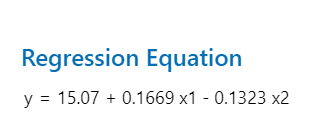 Regression Equation
y = 15.07 + 0.1669 x1 - 0.1323 x2